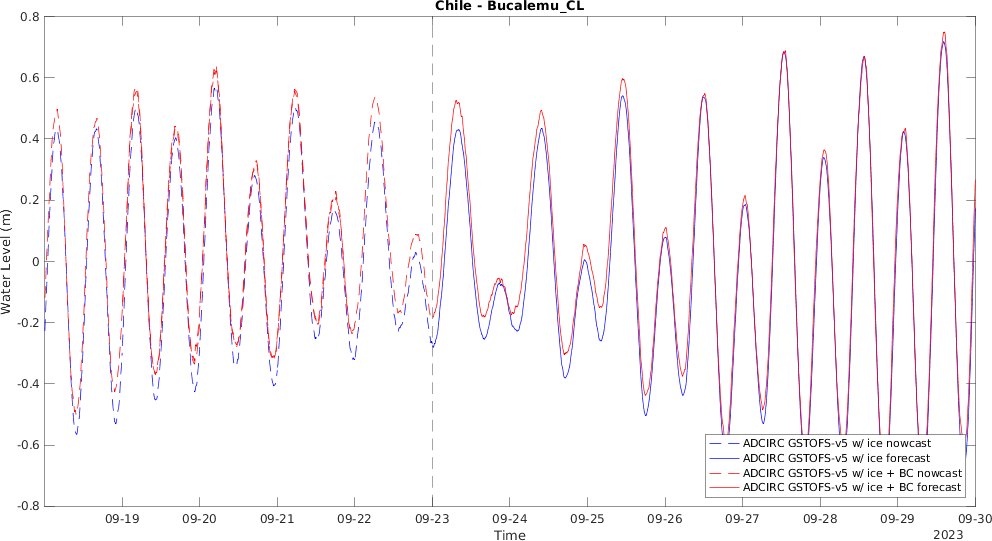 Chile - Bucalemu_CL
0.8
0.6
0.4
0.2
0
-0.2
-0.4
-0.6
-0.8
Water Level (m)
ADCIRC GSTOFS-v5 w/ ice nowcast
ADCIRC GSTOFS-v5 w/ ice forecast
ADCIRC GSTOFS-v5 w/ ice + BC nowcast
ADCIRC GSTOFS-v5 w/ ice + BC forecast
09-19 09-20 09-21 09-22 09-23 09-24 09-25 09-26 09-27 09-28 09-29 09-30
Time
2023